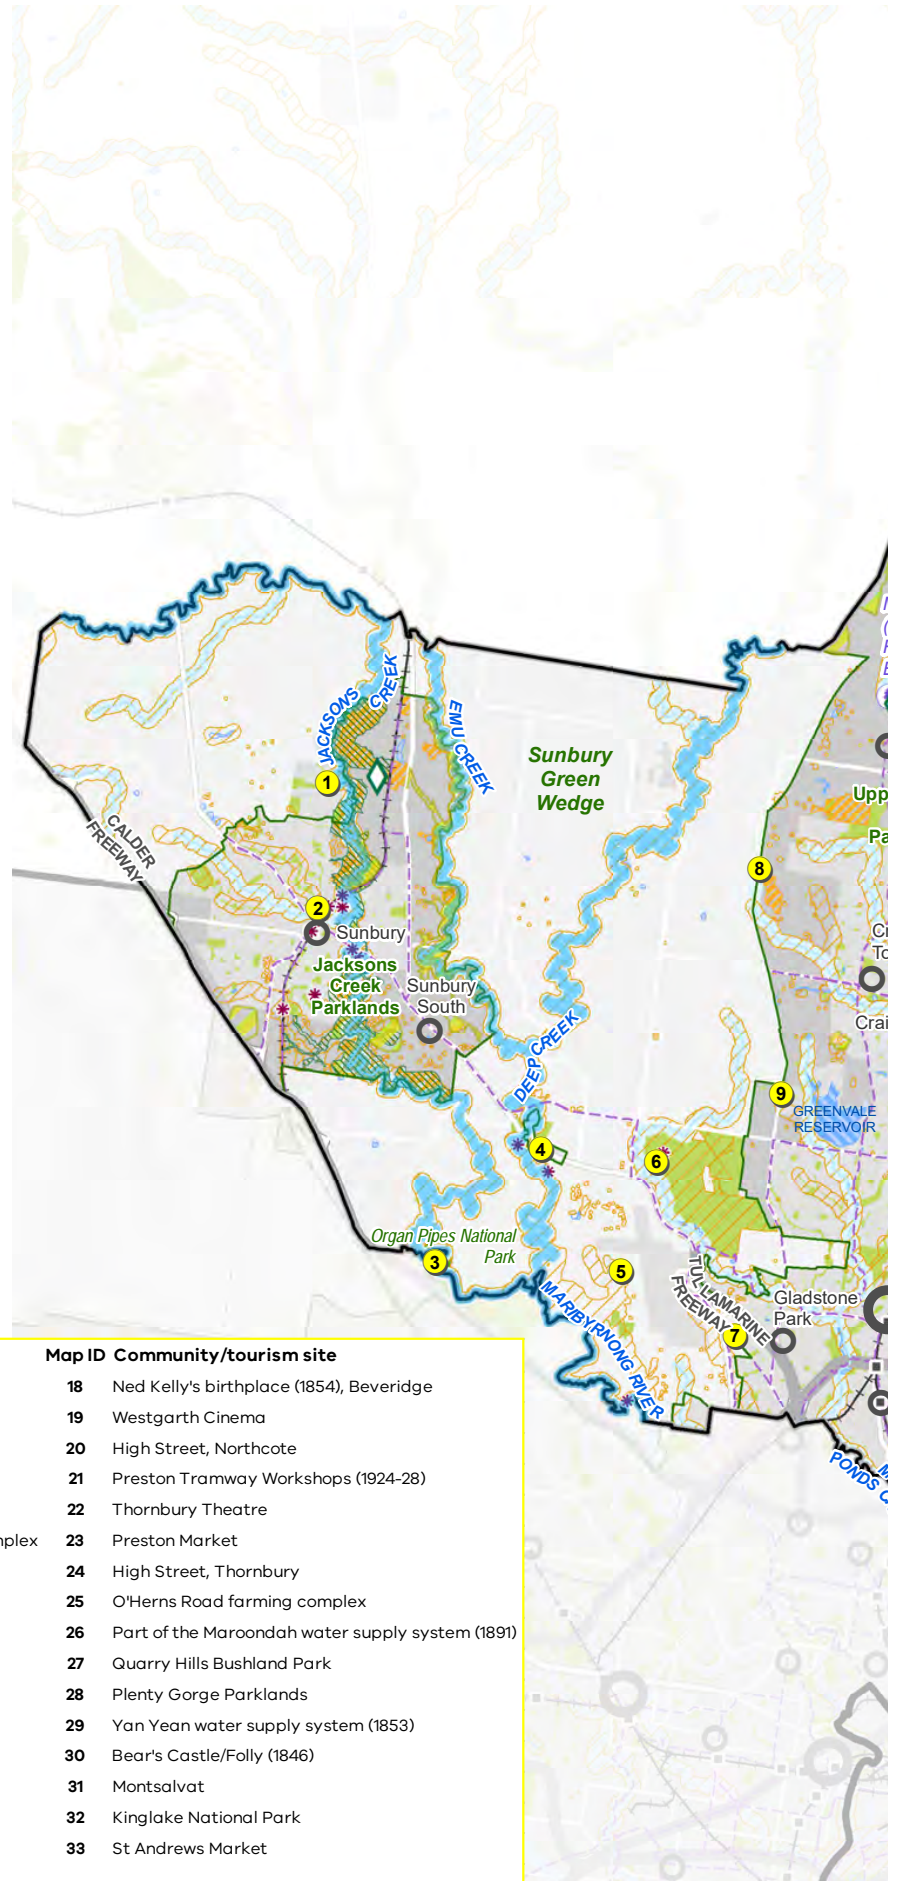 JACKSONS
CREEK
EMU CREEK
Sunbury
Green
Wedge
1
CALDER
FREEWAY
Upp
Pa
8
2
Sunbury
Jacksons
Creek
Parklands
Sunbury
South
To
Crai
DEEP CREEK
9
GREENVALE
RESERVOIR
4
6
Organ Pipes National
Park
3
5
MARIBYRNONG RIVER
TULLAMARINE
FREEWAY
7
Gladstone
Park
PONDS
Map ID Community/tourism site
18 Ned Kelly's birthplace (1854), Beveridge
19 Westgarth Cinema
20 High Street, Northcote
21 Preston Tramway Workshops (1924-28)
22 Thornbury Theatre
nplex 23 Preston Market
24 High Street, Thornbury
25 O'Herns Road farming complex
26 Part of the Maroondah water supply system (1891)
27 Quarry Hills Bushland Park
28 Plenty Gorge Parklands
29 Yan Yean water supply system (1853)
30 Bear's Castle/Folly (1846)
31 Montsalvat
32 Kinglake National Park
33 St Andrews Market